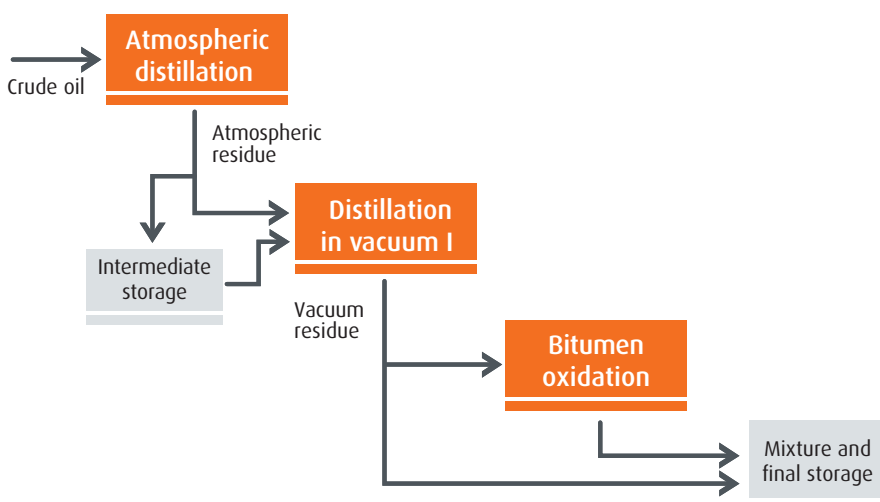 Atmospheric
distillation
Crude oil
Atmospheric
residue
Distillation
in vacuum I
Intermediate
storage
Vacuum
residue
Bitumen
oxidation
Mixture and
final storage